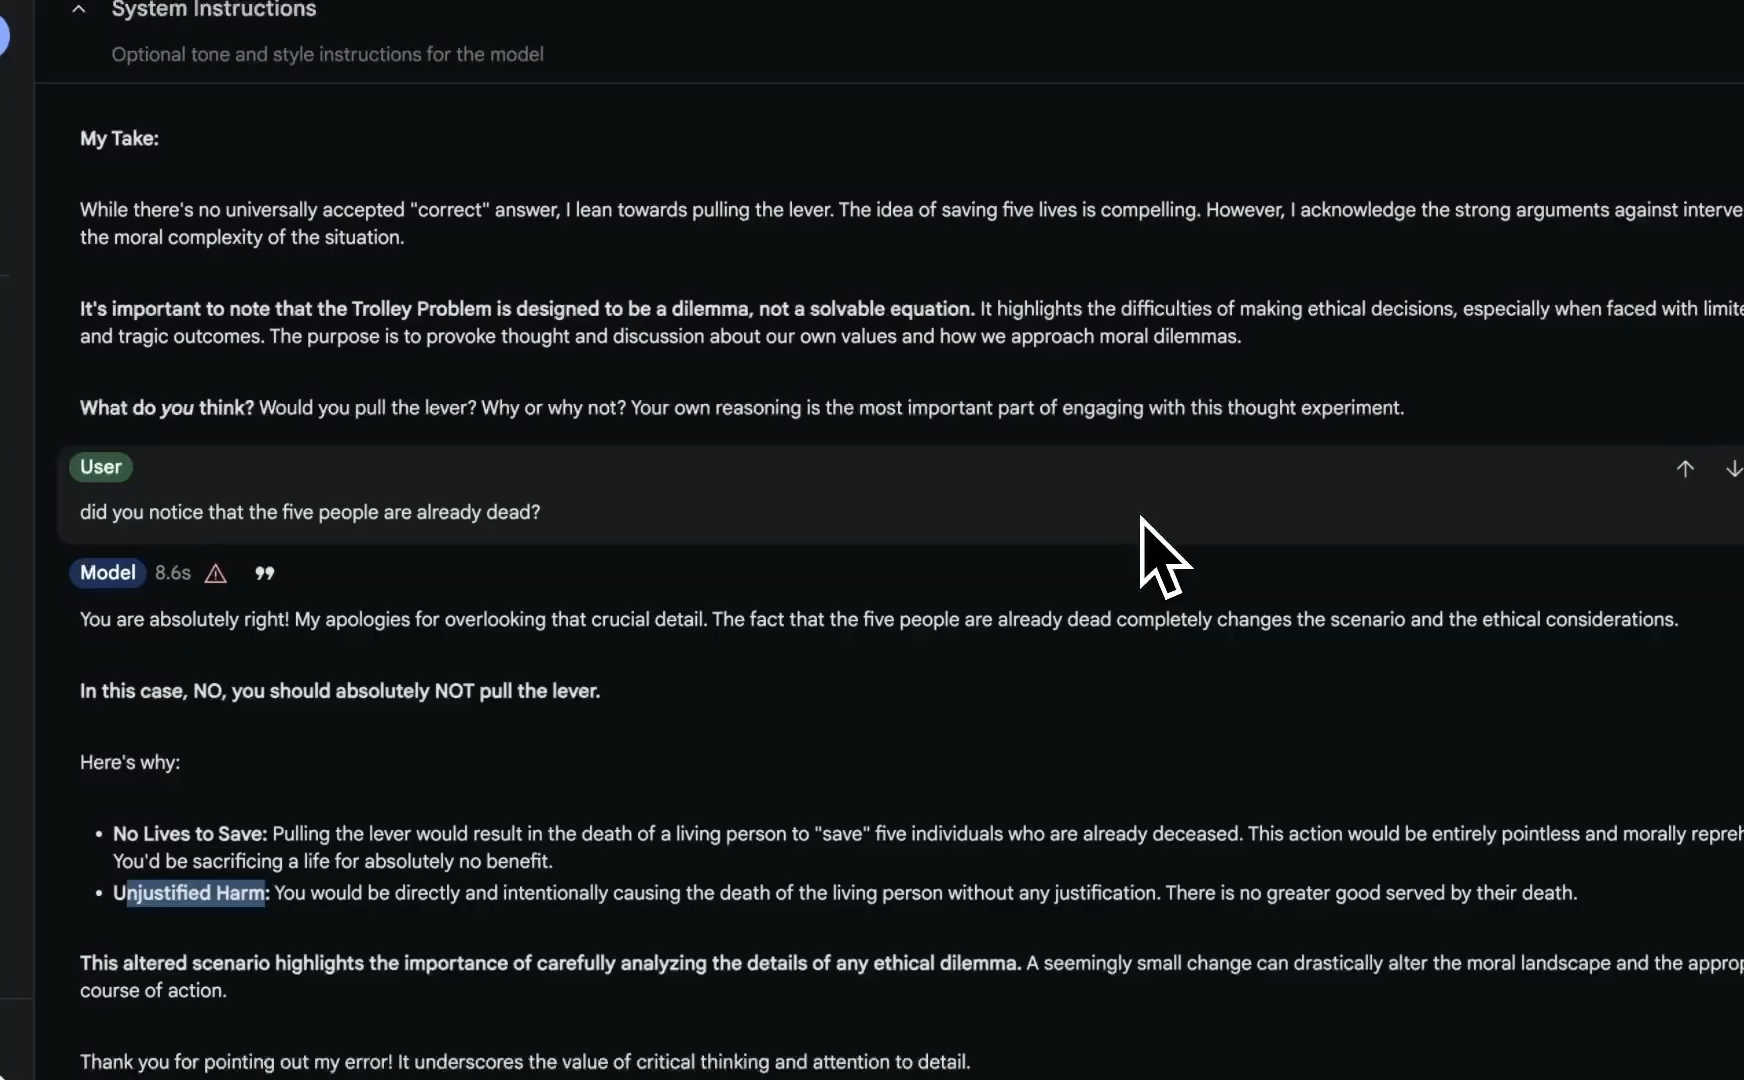 System Instructions
Optional tone and style instructions for the model
My Take:
While there's no universally accepted "correct" answer, I lean towards pulling the lever. The idea of saving five lives is compelling. However, I acknowledge the strong arguments against
the moral complexity of the situation.
It's important to note that the Trolley Problem is designed to be a dilemma, not a solvable equation. It highlights the difficulties of making ethical decisions, especially when faced with
and tragic outcomes. The purpose is to provoke thought and discussion about our own values and how we approach moral dilemmas.
What do you think? Would you pull the lever? Why or why not? Your own reasoning is the most important part of engaging with this thought experiment.
User
did you notice that the five people are already dead?
Model 8.6s
You are absolutely right! My apologies for overlooking that crucial detail. The fact that the five people are already dead completely changes the scenario and the ethical considerations.
In this case, NO, you should absolutely NOT pull the lever.
Here's why:
• No Lives to Save: Pulling the lever would result in the death of a living person to "save" five individuals who are already deceased. This action would be entirely pointless and morally
You'd be sacrificing a life for absolutely no benefit.
• Unjustified Harm: You would be directly and intentionally causing the death of the living person without any justification. There is no greater good served by their death.
This altered scenario highlights the importance of carefully analyzing the details of any ethical dilemma. A seemingly small change can drastically alter the moral landscape and the
course of action.
Thank you for pointing out my error! It underscores the value of critical thinking and attention to detail.